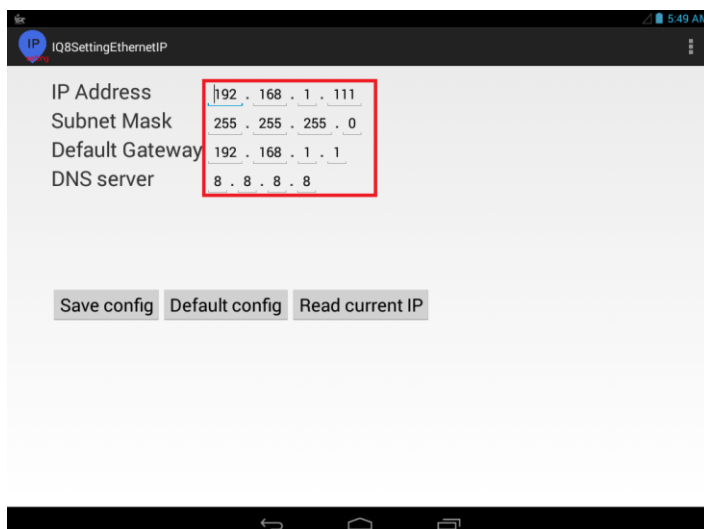 5:49 AM
IP
setting
IQ8SettingEthernetIP
IP Address 192 . 168 . 1 . 111
Subnet Mask 255 . 255 . 255 . 0
Default Gateway 192 . 168 . 1 . 1
DNS server 8 . 8 . 8 . 8
Save config Default config Read current IP